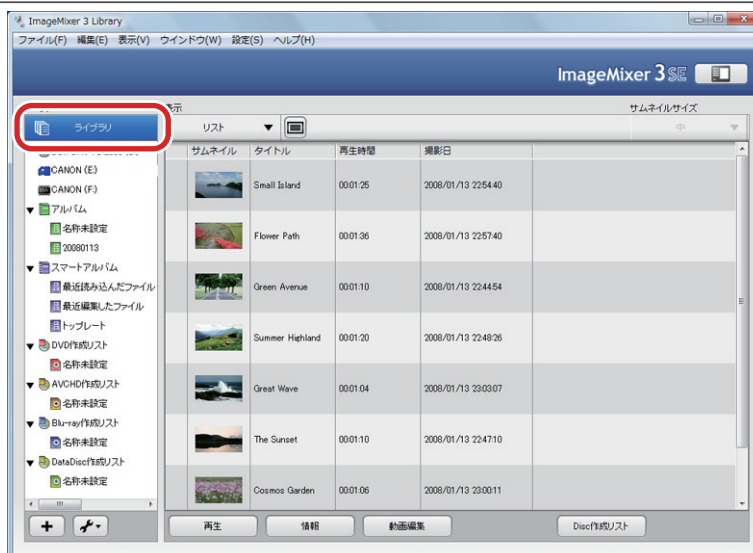 ImageMixer 3 Library
ファイル(F) 編集(E) 表示(V) ウインドウ(W) 設定(S) ヘルプ(H)
ImageMixer 3 SE
表示 サムネイルサイズ
ライブラリ リスト 中
サムネイル タイトル 再生時間 撮影日
CANON (E:)
CANON (F:)
アルバム
名称未設定
20080113
スマートアルバム
最近読み込んだファイル
最近編集したファイル
トップレート
DVD作成リスト
名称未設定
AVCHD作成リスト
名称未設定
Blu-ray作成リスト
名称未設定
DataDisc作成リスト
名称未設定
Small Island 00:01:25 2008/01/13 22:54:40
Flower Path 00:01:36 2008/01/13 22:57:40
Green Avenue 00:01:10 2008/01/13 22:44:54
Summer Highland 00:01:20 2008/01/13 22:48:26
Great Wave 00:01:04 2008/01/13 23:03:07
The Sunset 00:01:10 2008/01/13 22:47:10
Cosmos Garden 00:01:06 2008/01/13 23:00:11
再生 情報 動画編集 Disc作成リスト